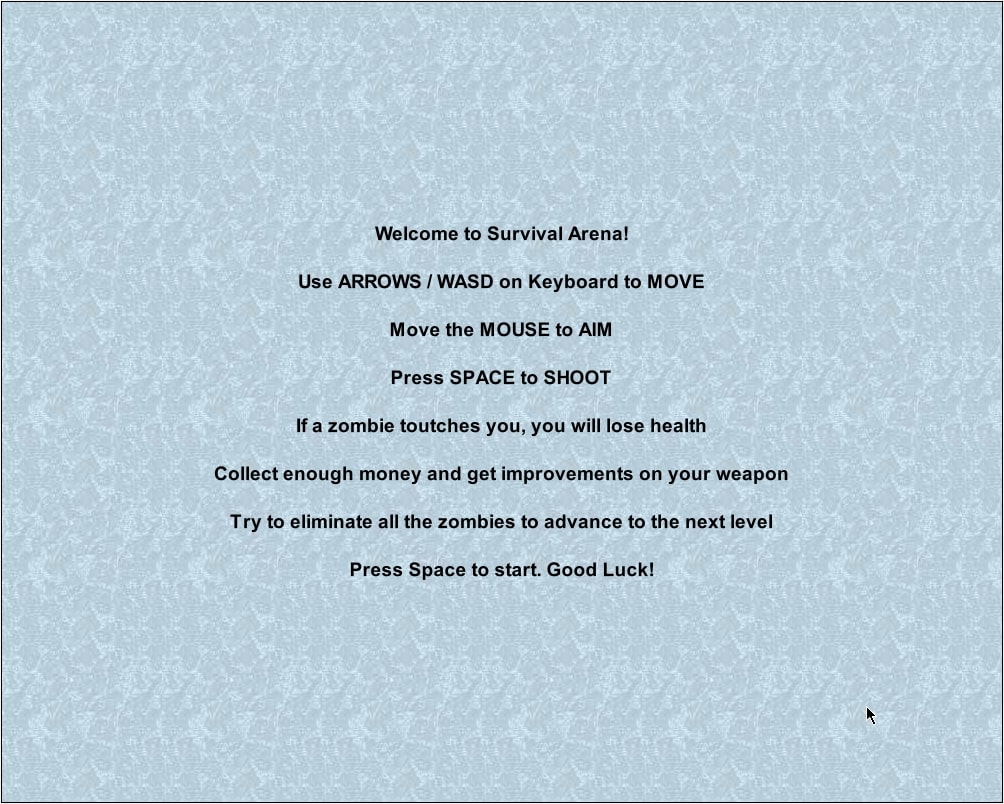 Welcome to Survival Arena!
Use ARROWS / WASD on Keyboard to MOVE
Move the MOUSE to AIM
Press SPACE to SHOOT
If a zombie toutches you, you will lose health
Collect enough money and get improvements on your weapon
Try to eliminate all the zombies to advance to the next level
Press Space to start. Good Luck!